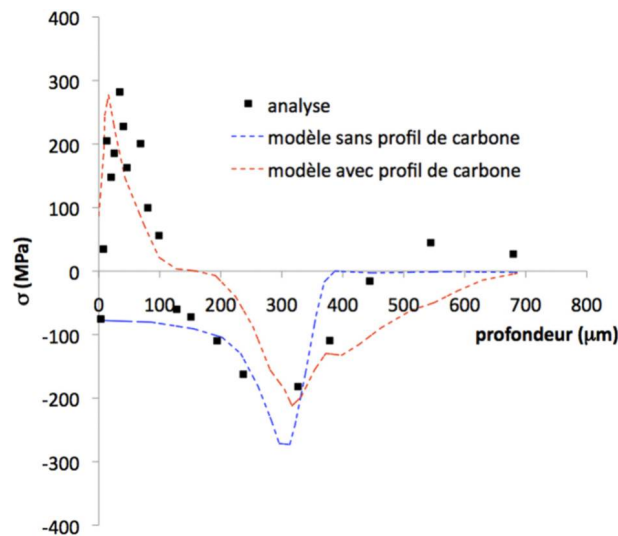 400
300
200
100
0
-100
-200
-300
-400
σ (MPa)
analyse
modèle sans profil de carbone
modèle avec profil de carbone
0 100 200 300 400 500 600 700 800
profondeur (μm)